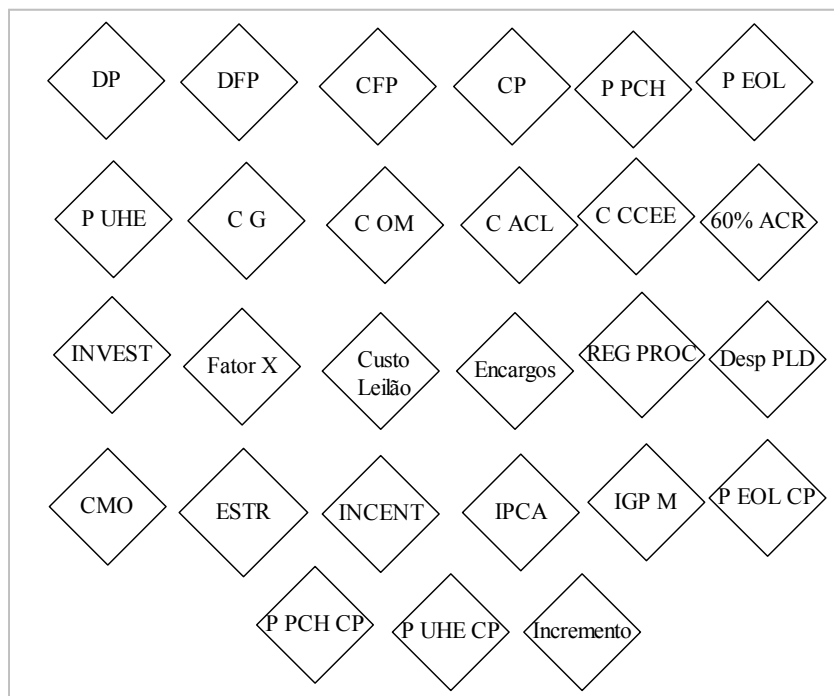 DP
DFP
CFP
CP
P PCH
P EOL
P UHE
C G
C OM
C ACL
C CCEE
60% ACR
INVEST
Fator X
Custo
Leilão
Encargos
REG PROC
Desp PLD
CMO
ESTR
INCENT
IPCA
IGP M
P EOL CP
P PCH CP
P UHE CP
Incremento